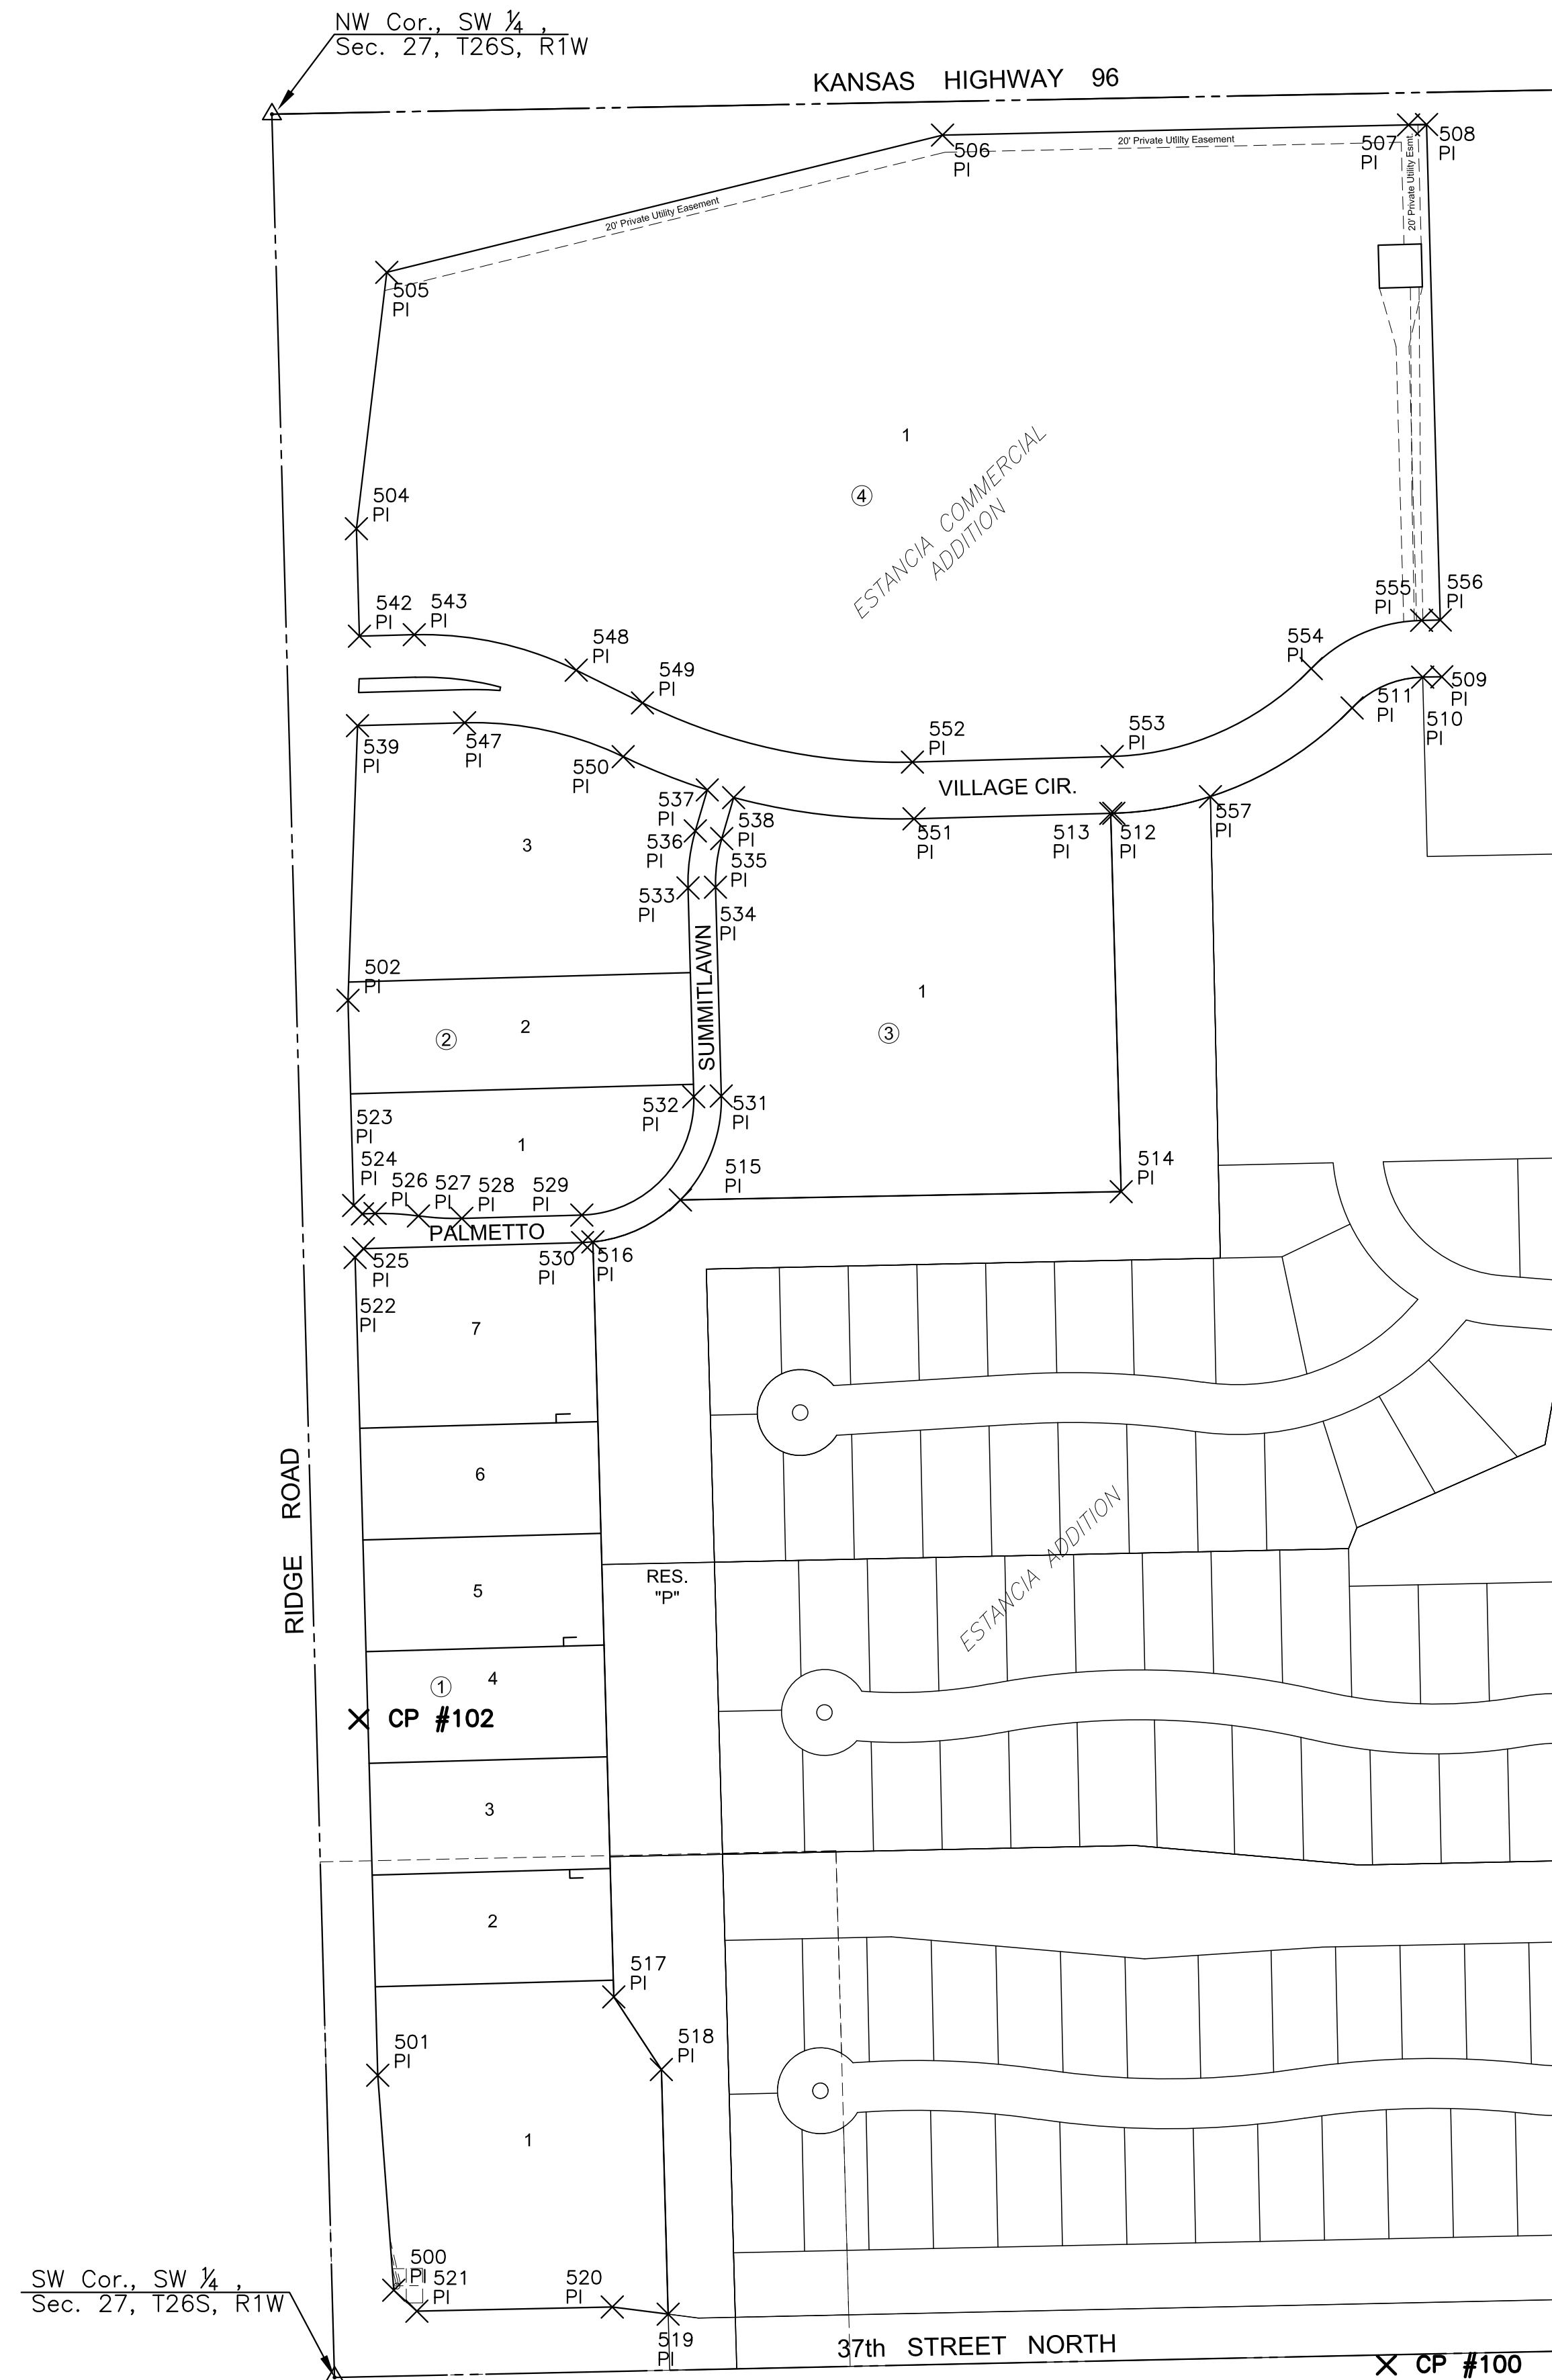 NW Cor., SW ¼ ,
Sec. 27, T26S, R1W
KANSAS HIGHWAY 96
506
PI
20' Private Utility Easement
507
PI
508
PI
20' Private Utility Esmt.
20' Private Utility Easement
505
PI
1
4
ESTANCIA COMMERCIAL
ADDITION
504
PI
542
PI
543
PI
548
PI
549
PI
555
PI
556
PI
554
PI
509
PI
511
PI
510
PI
539
PI
547
PI
550
PI
552
PI
553
PI
VILLAGE CIR.
537
PI
538
PI
536
PI
535
PI
551
PI
513
PI
512
PI
557
PI
3
533
PI
534
PI
SUMMITLAWN
502
PI
2
2
1
3
523
PI
532
PI
531
PI
1
524
PI
526
PI
527
PI
528
PI
529
PI
515
PI
514
PI
PALMETTO
525
PI
530
PI
516
PI
522
PI
7
6
RIDGE ROAD
5
RES.
"P"
ESTANCIA ADDITION
4
1
CP #102
3
2
517
PI
518
PI
501
PI
1
500
PI
521
PI
520
PI
519
PI
SW Cor., SW ¼ ,
Sec. 27, T26S, R1W
37th STREET NORTH
CP #100